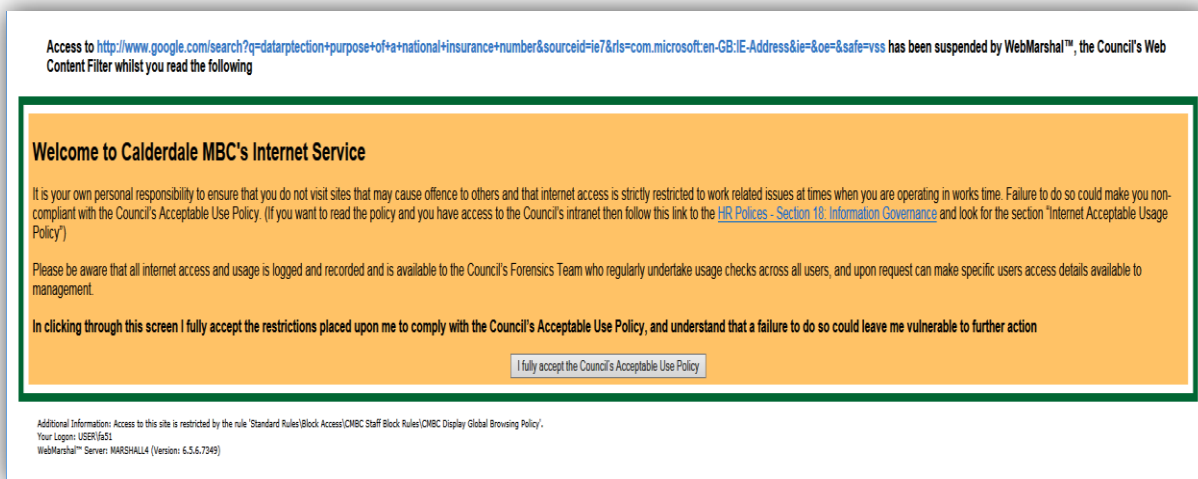 Access to http://www.google.com/search?q=datarptection+purpose+of+a+national+insurance+number&sourceid=ie7&rls=com.microsoft:en-GB:IE-Address&ie=&oe=&safe=vss has been suspended by WebMarshal™, the Council's Web
Content Filter whilst you read the following
Welcome to Calderdale MBC's Internet Service
It is your own personal responsibility to ensure that you do not visit sites that may cause offence to others and that internet access is strictly restricted to work related issues at times when you are operating in works time. Failure to do so could make you non-
compliant with the Council's Acceptable Use Policy. (If you want to read the policy and you have access to the Council's intranet then follow this link to the HR Polices - Section 18: Information Governance and look for the section "Internet Acceptable Usage
Policy")
Please be aware that all internet access and usage is logged and recorded and is available to the Council's Forensics Team who regularly undertake usage checks across all users, and upon request can make specific users access details available to
management.
In clicking through this screen I fully accept the restrictions placed upon me to comply with the Council's Acceptable Use Policy, and understand that a failure to do so could leave me vulnerable to further action
I fully accept the Council's Acceptable Use Policy
Additional Information: Access to this site is restricted by the rule 'Standard Rules\Block Access\CMBC Staff Block Rules\CMBC Display Global Browsing Policy'.
Your Logon: USER\fa51
WebMarshal™ Server: MARSHALL4 (Version: 6.5.6.7349)